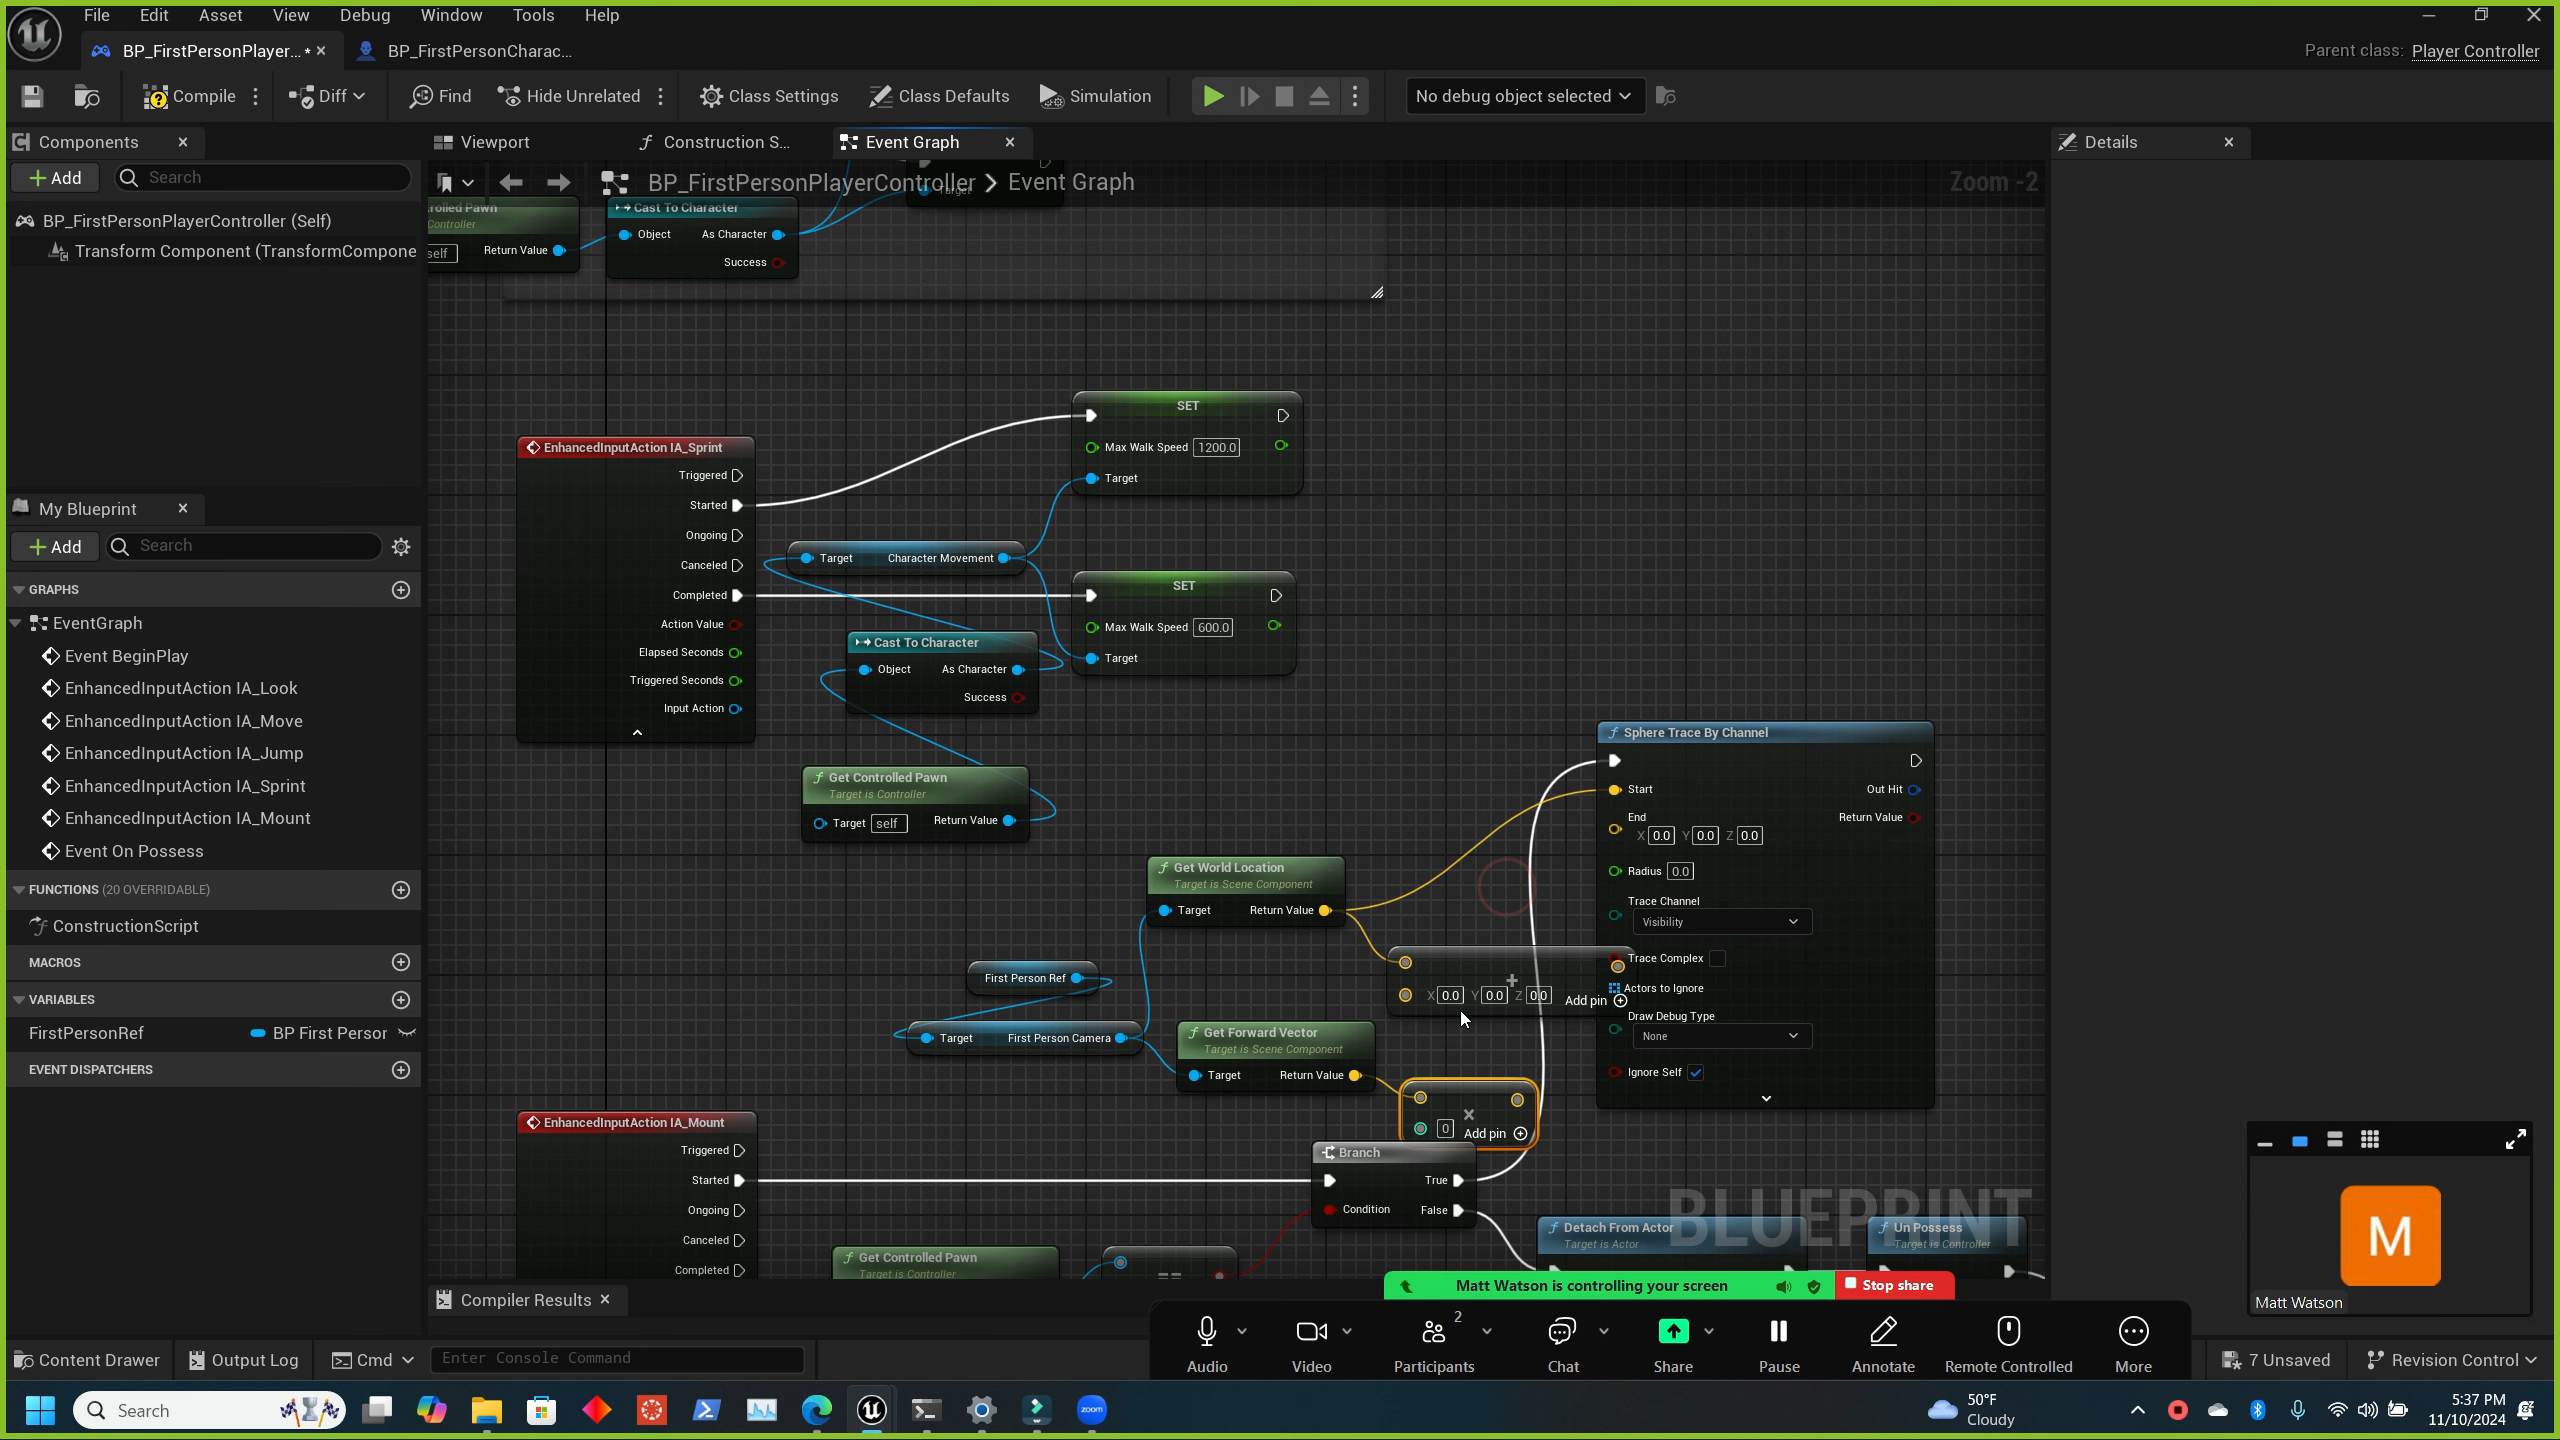 File Edit Asset View Debug Window Tools Help
BP_FirstPersonPlayer... *
BP_FirstPersonCharac...
Parent class: Player Controller
Compile
Diff
Find
Hide Unrelated
Class Settings
Class Defaults
Simulation
No debug object selected
Components
Viewport
Construction S...
Event Graph
Details
Add
Search
BP_FirstPersonPlayerController > Event Graph
Zoom -2
BP_FirstPersonPlayerController (Self)
Transform Component (TransformCompone
rolled Pawn
Controller
self
Return Value
Cast To Character
Object
As Character
Success
Target
My Blueprint
Add
Search
GRAPHS
EventGraph
Event BeginPlay
EnhancedInputAction IA_Look
EnhancedInputAction IA_Move
EnhancedInputAction IA_Jump
EnhancedInputAction IA_Sprint
EnhancedInputAction IA_Mount
Event On Possess
FUNCTIONS (20 OVERRIDABLE)
ConstructionScript
MACROS
VARIABLES
FirstPersonRef
BP First Person
EVENT DISPATCHERS
EnhancedInputAction IA_Sprint
Triggered
Started
Ongoing
Canceled
Completed
Action Value
Elapsed Seconds
Triggered Seconds
Input Action
SET
Max Walk Speed 1200.0
Target
Target
Character Movement
SET
Max Walk Speed 600.0
Target
Cast To Character
Object
As Character
Success
Get Controlled Pawn
Target is Controller
Target self
Return Value
Get World Location
Target is Scene Component
Target
Return Value
First Person Ref
Target
First Person Camera
X 0.0 Y 0.0 Z 0.0
Add pin
Get Forward Vector
Target is Scene Component
Target
Return Value
0
Add pin
Sphere Trace By Channel
Start
Out Hit
End
X 0.0 Y 0.0 Z 0.0
Return Value
Radius 0.0
Trace Channel
Visibility
Trace Complex
Actors to Ignore
Draw Debug Type
None
Ignore Self
EnhancedInputAction IA_Mount
Triggered
Started
Ongoing
Canceled
Completed
Branch
True
Condition
False
Get Controlled Pawn
Target is Controller
==
Detach From Actor
Target is Actor
Un Possess
Target is Controller
BLUEPRINT
Matt Watson is controlling your screen
Stop share
M
Matt Watson
Compiler Results
Content Drawer
Output Log
Cmd
Enter Console Command
Audio
Video
2
Participants
Chat
Share
Pause
Annotate
Remote Controlled
More
7 Unsaved
Revision Control
Search
zoom
50°F
Cloudy
5:37 PM
11/10/2024